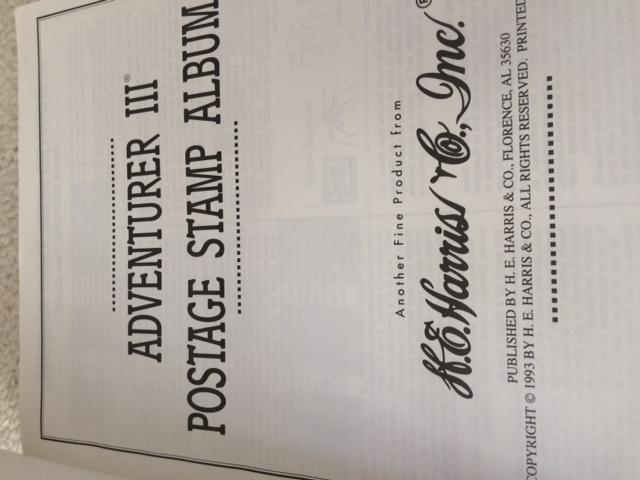 ADVENTURER III®
POSTAGE STAMP ALBUM
Another Fine Product from
H.E. Harris & Co., Inc.®
PUBLISHED BY H. E. HARRIS & CO., FLORENCE, AL 35630
COPYRIGHT © 1993 BY H. E. HARRIS & CO., ALL RIGHTS RESERVED. PRINTED